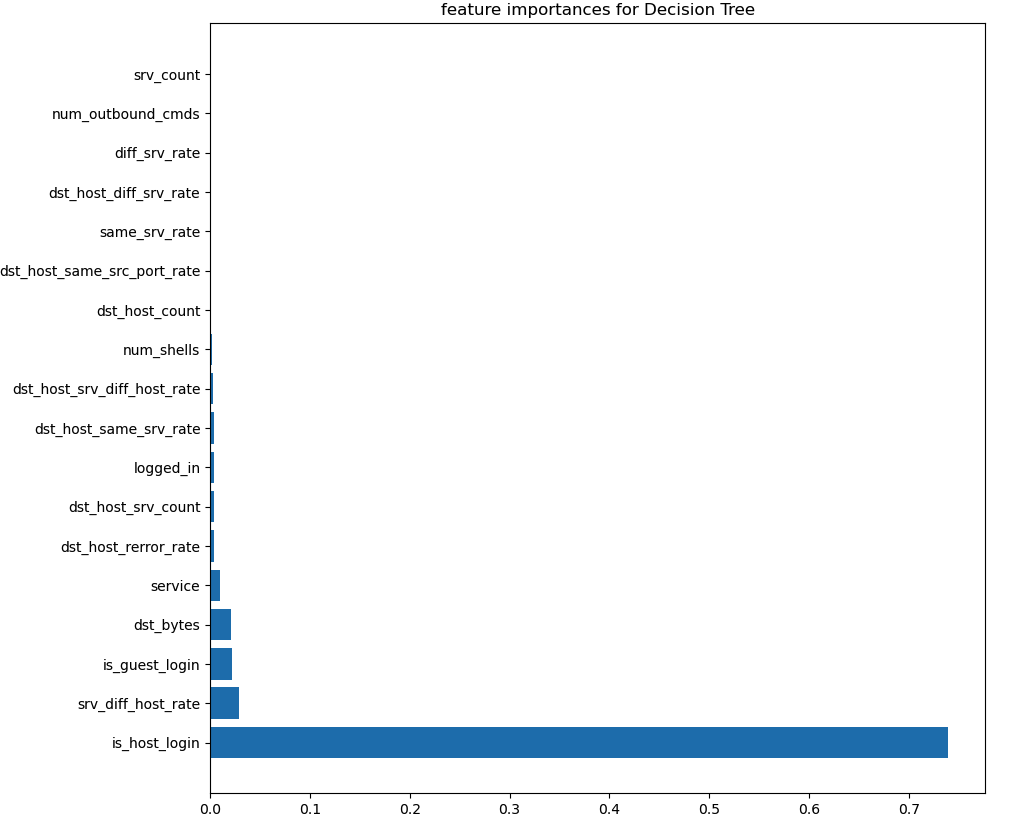 feature importances for Decision Tree
srv_count
num_outbound_cmds
diff_srv_rate
dst_host_diff_srv_rate
same_srv_rate
dst_host_same_src_port_rate
dst_host_count
num_shells
dst_host_srv_diff_host_rate
dst_host_same_srv_rate
logged_in
dst_host_srv_count
dst_host_rerror_rate
service
dst_bytes
is_guest_login
srv_diff_host_rate
is_host_login
0.0 0.1 0.2 0.3 0.4 0.5 0.6 0.7